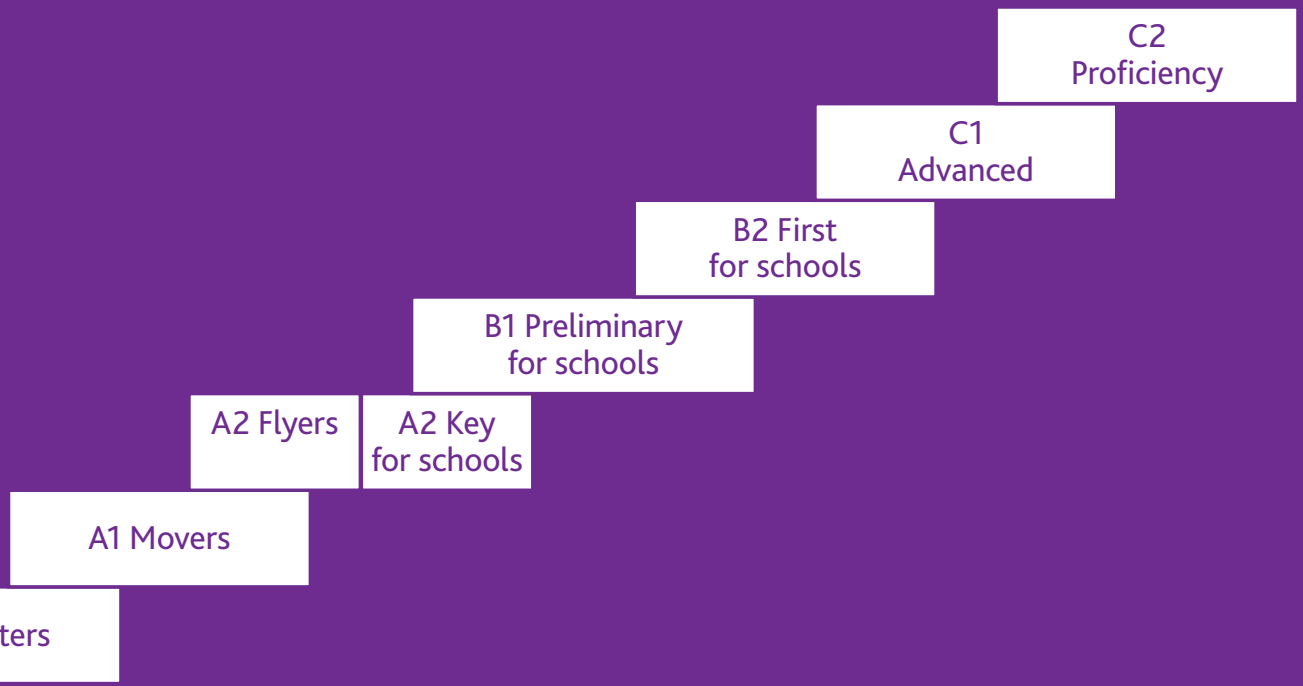 C2
Proficiency
C1
Advanced
B2 First
for schools
B1 Preliminary
for schools
A2 Flyers
A2 Key
for schools
A1 Movers
ters